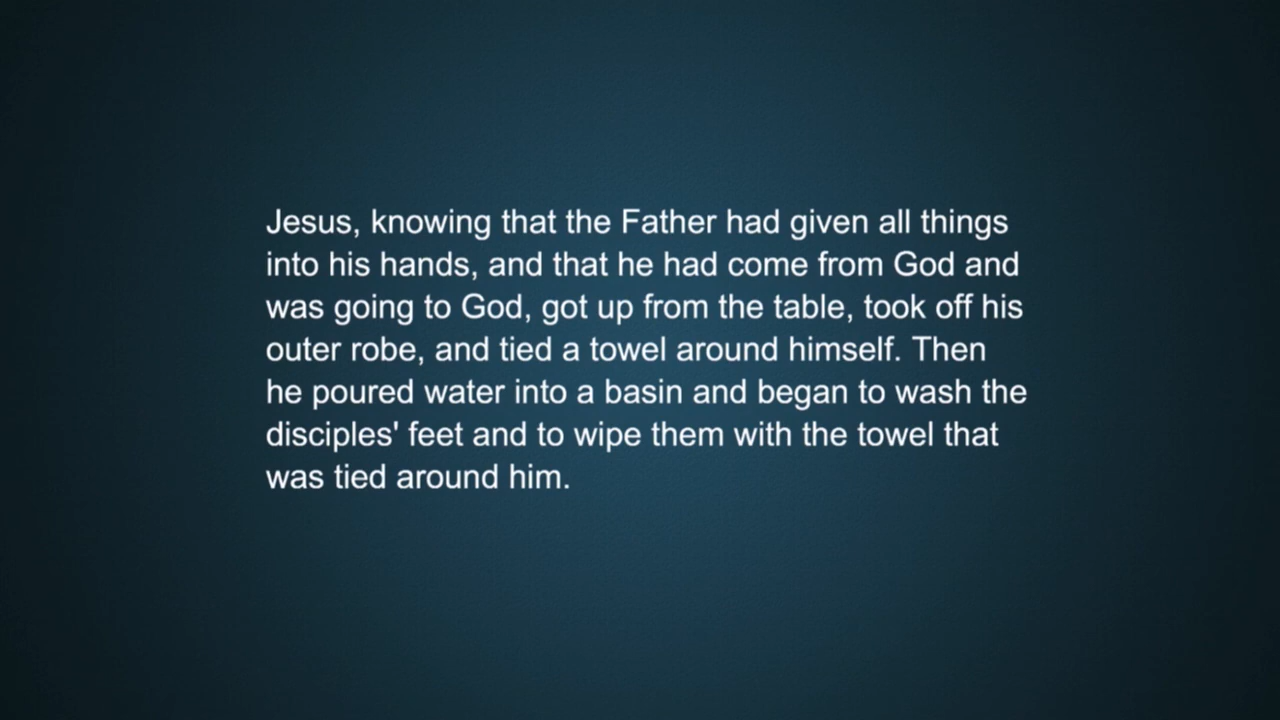 Jesus, knowing that the Father had given all things
into his hands, and that he had come from God and
was going to God, got up from the table, took off his
outer robe, and tied a towel around himself. Then
he poured water into a basin and began to wash the
disciples' feet and to wipe them with the towel that
was tied around him.